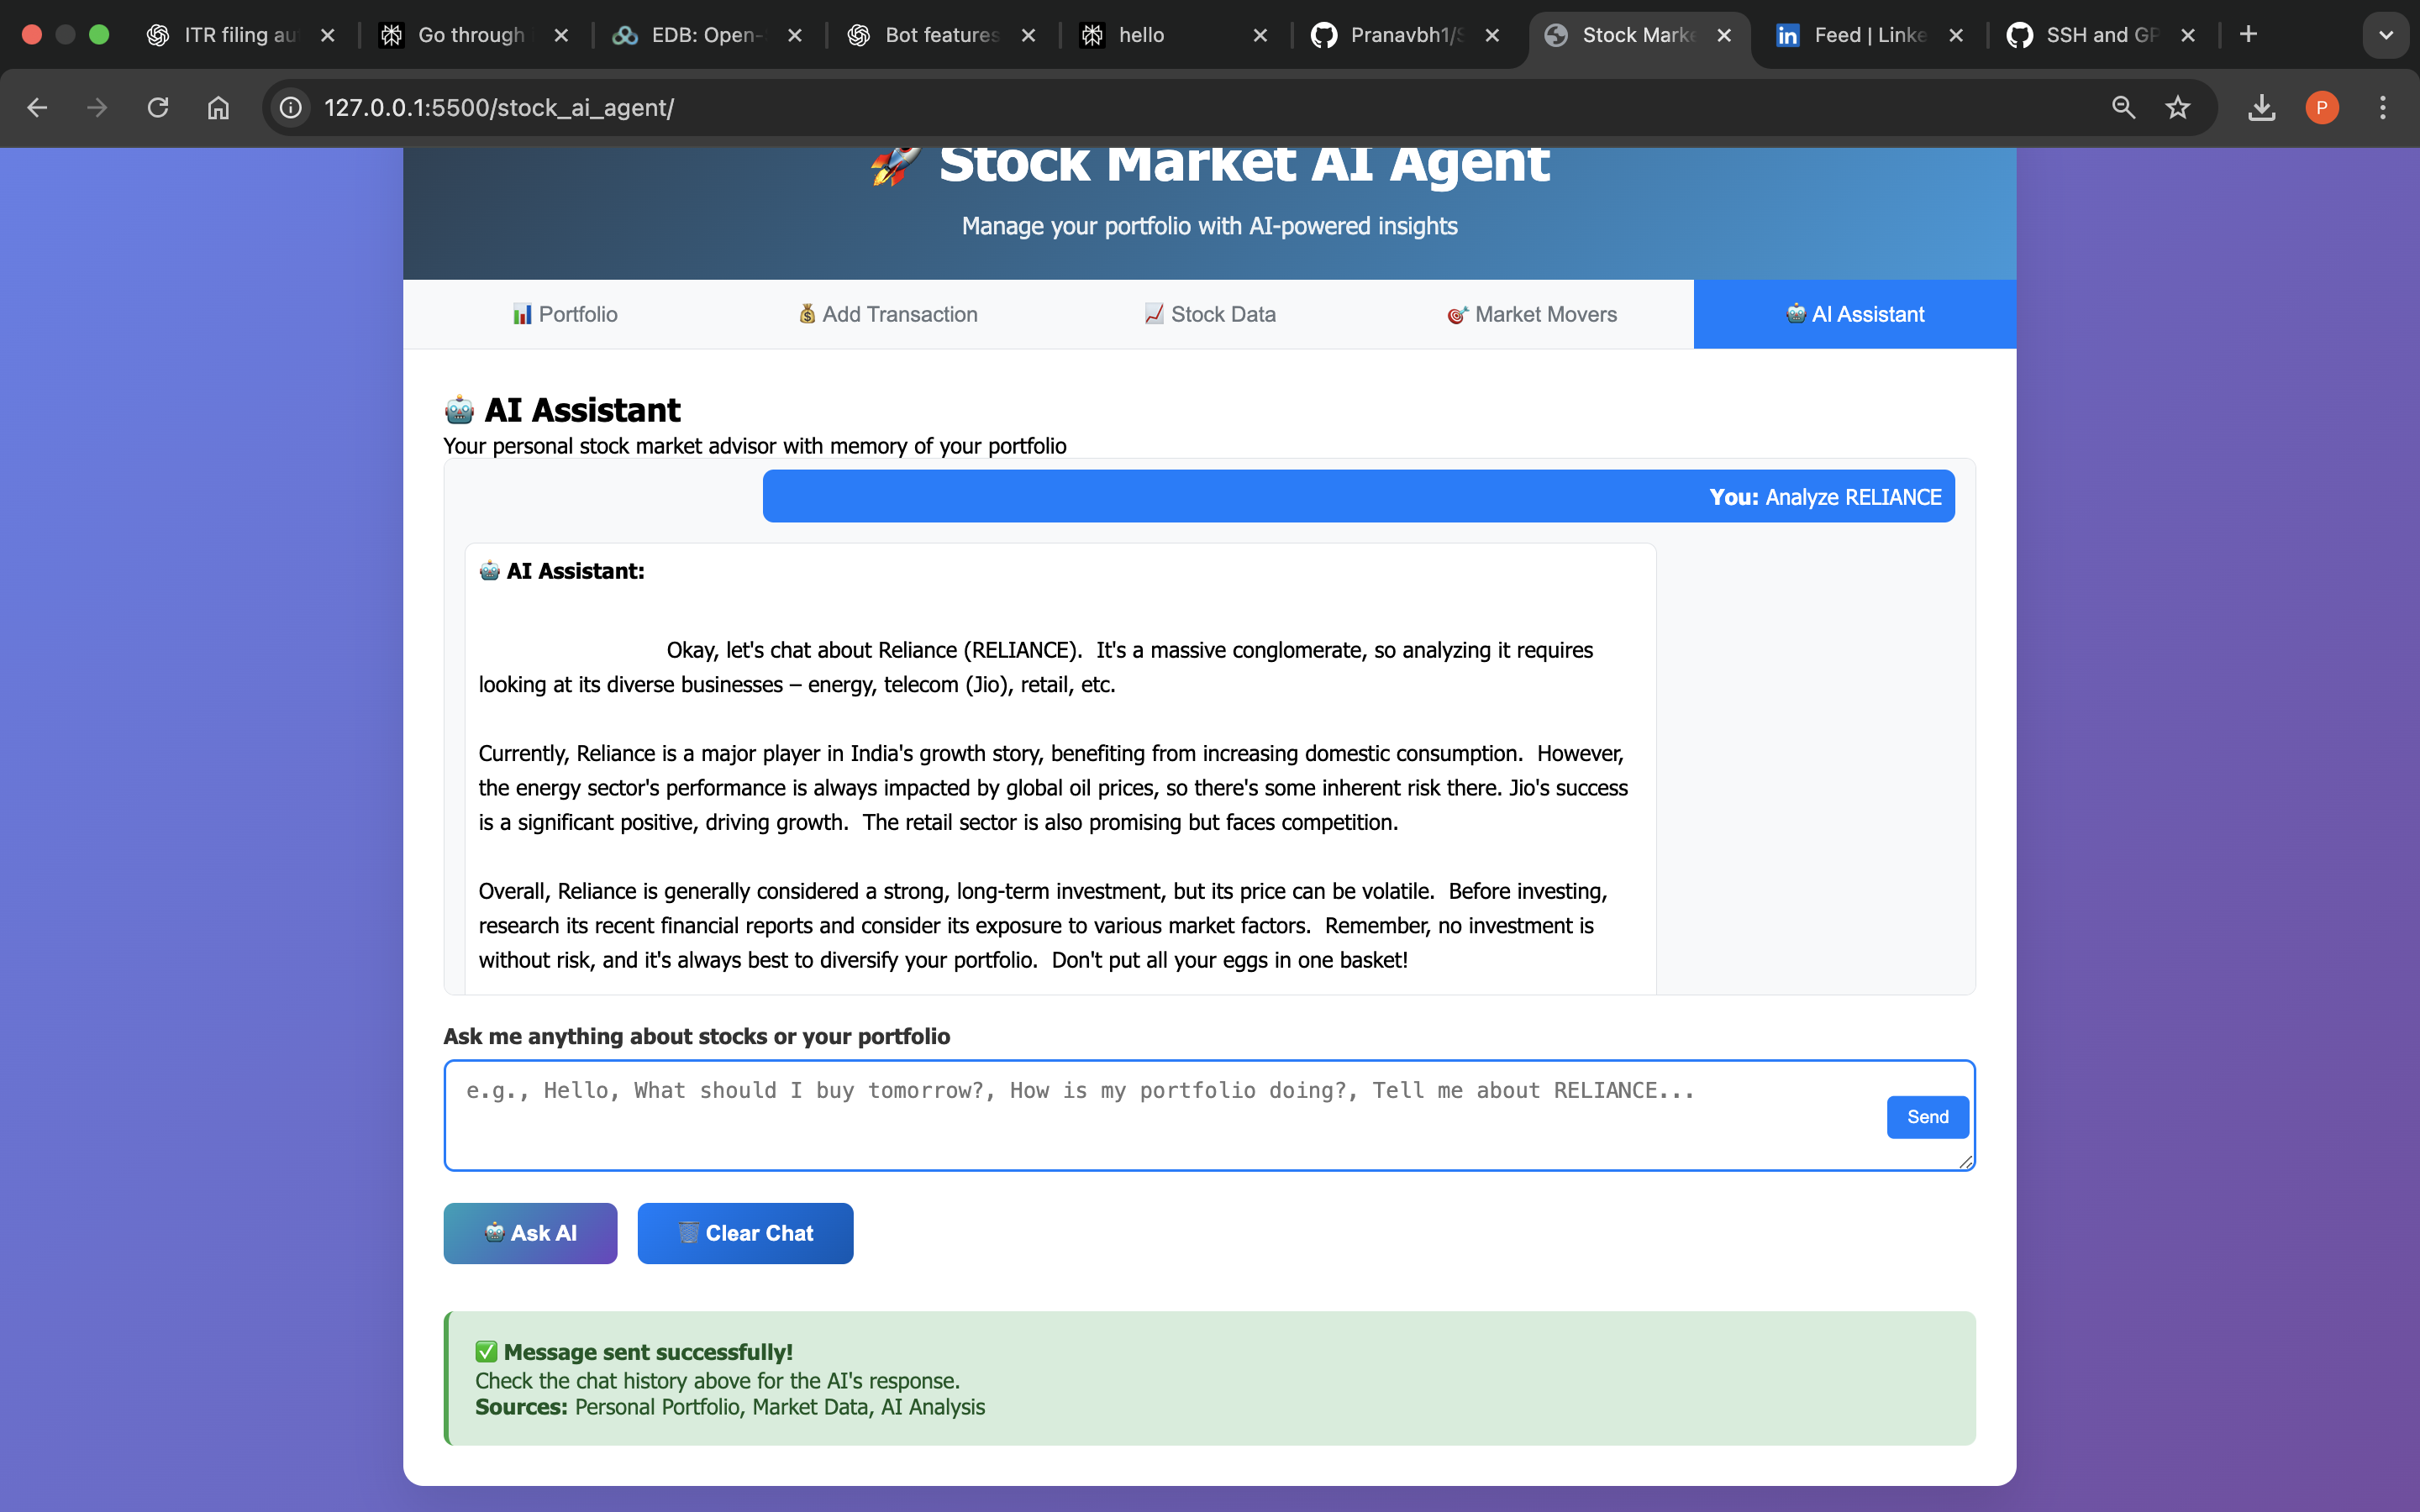 ITR filing au
Go through
EDB: Open-
Bot features
hello
Pranavbh1/S
Stock Marke
Feed | Linke
SSH and GP
127.0.0.1:5500/stock_ai_agent/
P
🚀 Stock Market AI Agent
Manage your portfolio with AI-powered insights
📊 Portfolio
💰 Add Transaction
📈 Stock Data
🎯 Market Movers
🤖 AI Assistant
🤖 AI Assistant
Your personal stock market advisor with memory of your portfolio
You: Analyze RELIANCE
🤖 AI Assistant:
Okay, let's chat about Reliance (RELIANCE).  It's a massive conglomerate, so analyzing it requires
looking at its diverse businesses – energy, telecom (Jio), retail, etc.
Currently, Reliance is a major player in India's growth story, benefiting from increasing domestic consumption.  However,
the energy sector's performance is always impacted by global oil prices, so there's some inherent risk there. Jio's success
is a significant positive, driving growth.  The retail sector is also promising but faces competition.
Overall, Reliance is generally considered a strong, long-term investment, but its price can be volatile.  Before investing,
research its recent financial reports and consider its exposure to various market factors.  Remember, no investment is
without risk, and it's always best to diversify your portfolio.  Don't put all your eggs in one basket!
Ask me anything about stocks or your portfolio
e.g., Hello, What should I buy tomorrow?, How is my portfolio doing?, Tell me about RELIANCE...
Send
🤖 Ask AI
🗑️ Clear Chat
✅ Message sent successfully!
Check the chat history above for the AI's response.
Sources: Personal Portfolio, Market Data, AI Analysis